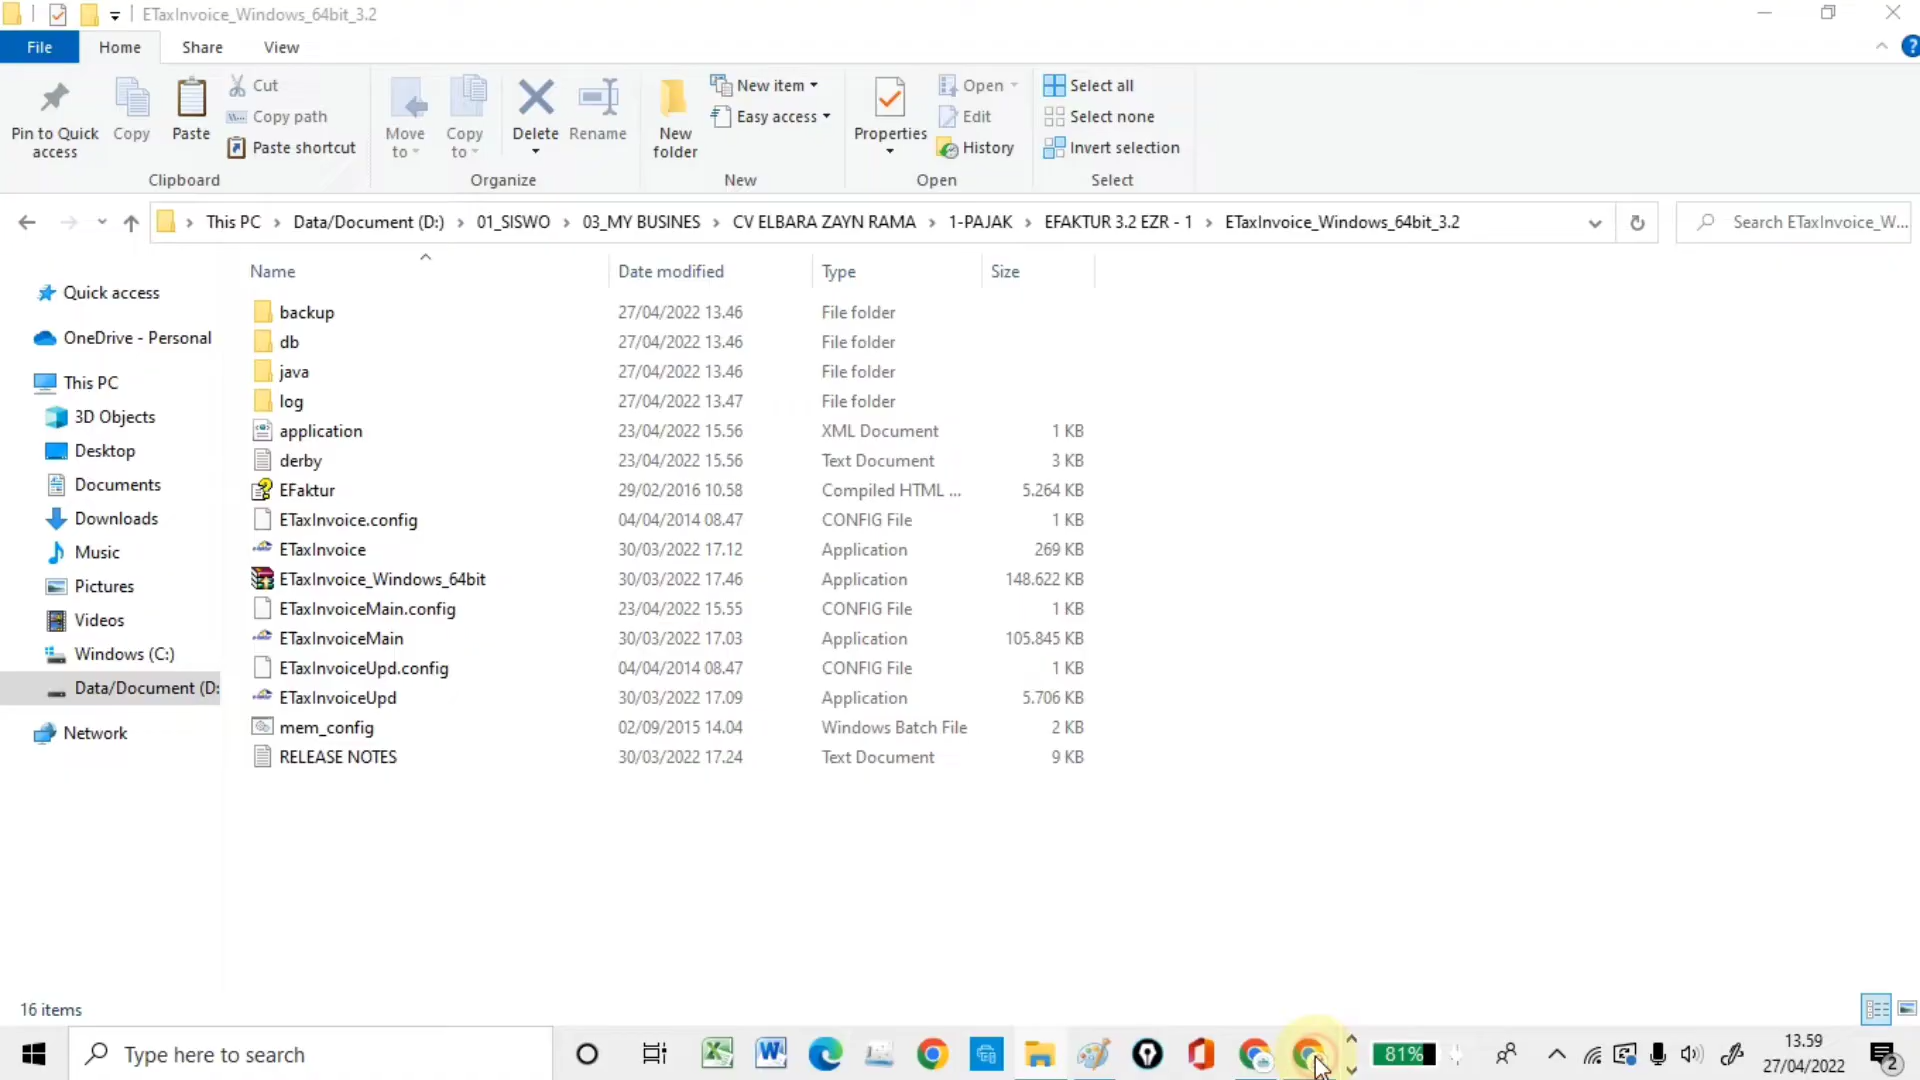 ETaxInvoice_Windows_64bit_3.2
File Home Share View
Pin to Quick access
Copy
Paste
Cut
Copy path
Paste shortcut
Clipboard
Move to
Copy to
Delete
Rename
Organize
New folder
New item
Easy access
New
Properties
Open
Edit
History
Open
Select all
Select none
Invert selection
Select
This PC > Data/Document (D:) > 01_SISWO > 03_MY BUSINES > CV ELBARA ZAYN RAMA > 1-PAJAK > EFAKTUR 3.2 EZR - 1 > ETaxInvoice_Windows_64bit_3.2
Search ETaxInvoice_W...
Quick access
OneDrive - Personal
This PC
3D Objects
Desktop
Documents
Downloads
Music
Pictures
Videos
Windows (C:)
Data/Document (D:
Network
Name Date modified Type Size
backup 27/04/2022 13.46 File folder
db 27/04/2022 13.46 File folder
java 27/04/2022 13.46 File folder
log 27/04/2022 13.47 File folder
application 23/04/2022 15.56 XML Document 1 KB
derby 23/04/2022 15.56 Text Document 3 KB
EFaktur 29/02/2016 10.58 Compiled HTML ... 5.264 KB
ETaxInvoice.config 04/04/2014 08.47 CONFIG File 1 KB
ETaxInvoice 30/03/2022 17.12 Application 269 KB
ETaxInvoice_Windows_64bit 30/03/2022 17.46 Application 148.622 KB
ETaxInvoiceMain.config 23/04/2022 15.55 CONFIG File 1 KB
ETaxInvoiceMain 30/03/2022 17.03 Application 105.845 KB
ETaxInvoiceUpd.config 04/04/2014 08.47 CONFIG File 1 KB
ETaxInvoiceUpd 30/03/2022 17.09 Application 5.706 KB
mem_config 02/09/2015 14.04 Windows Batch File 2 KB
RELEASE NOTES 30/03/2022 17.24 Text Document 9 KB
16 items
Type here to search
81%
13.59
27/04/2022
2